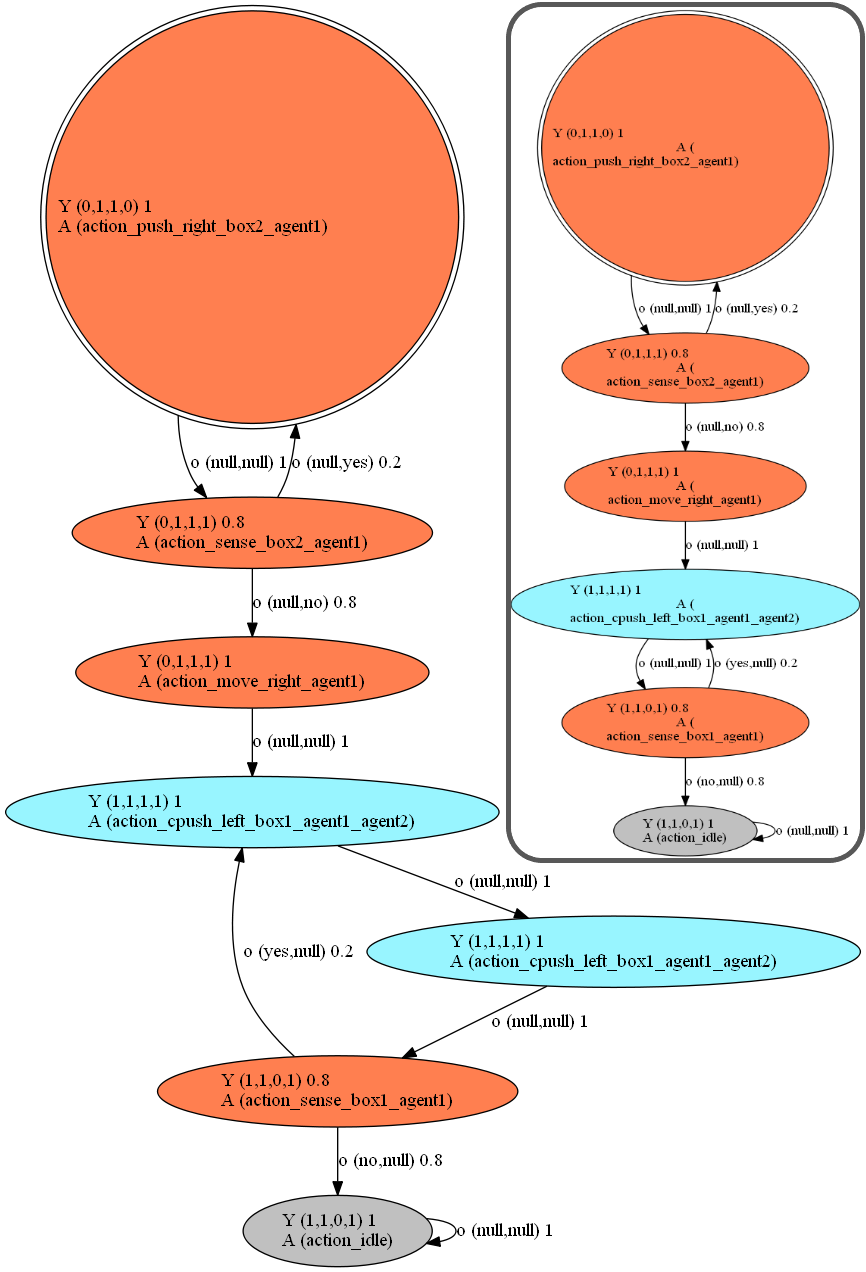 Y (0,1,1,0) 1
A (action_push_right_box2_agent1)
o (null,null) 1
o (null,yes) 0.2
Y (0,1,1,1) 0.8
A (action_sense_box2_agent1)
o (null,no) 0.8
Y (0,1,1,1) 1
A (action_move_right_agent1)
o (null,null) 1
Y (1,1,1,1) 1
A (action_cpush_left_box1_agent1_agent2)
o (null,null) 1
Y (1,1,1,1) 1
A (action_cpush_left_box1_agent1_agent2)
o (yes,null) 0.2
o (null,null) 1
Y (1,1,0,1) 0.8
A (action_sense_box1_agent1)
o (no,null) 0.8
Y (1,1,0,1) 1
A (action_idle)
o (null,null) 1
Y (0,1,1,0) 1
A (
action_push_right_box2_agent1)
o (null,null) 1
o (null,yes) 0.2
Y (0,1,1,1) 0.8
A (
action_sense_box2_agent1)
o (null,no) 0.8
Y (0,1,1,1) 1
A (
action_move_right_agent1)
o (null,null) 1
Y (1,1,1,1) 1
A (
action_cpush_left_box1_agent1_agent2)
o (null,null) 1
o (yes,null) 0.2
Y (1,1,0,1) 0.8
A (
action_sense_box1_agent1)
o (no,null) 0.8
Y (1,1,0,1) 1
A (action_idle)
o (null,null) 1